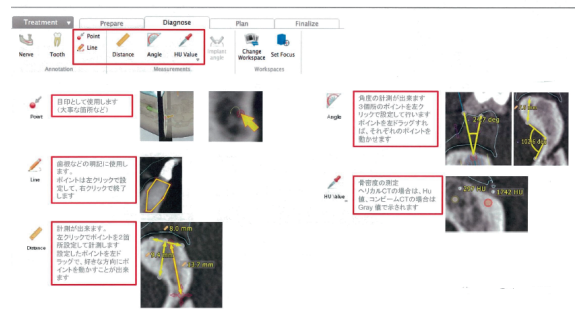 Treatment
Prepare
Diagnose
Plan
Finalize
Nerve
Tooth
Point
Line
Distance
Angle
HU Value
Implant
angle
Change
Workspace
Set Focus
Annotation
Measurements
Workspaces
Point
目印として使用します
(大事な箇所など)
Line
歯根などの明記に使用し
ます。
ポイントは左クリックで設
定して、右クリックで終了
します
Distance
計測が出来ます。
左クリックでポイントを2箇
所設定して計測します
設定したポイントを左ド
ラッグで、好きな方向にポ
イントを動かすことが出来
ます
8.0 mm
Angle
角度の計測が出来ます
3箇所のポイントを左ク
リックで設定して行います
ポイントを左ドラッグすれ
ば、それぞれのポイントを
動かせます
HU Value
骨密度の測定
ヘリカルCTの場合は、Hu
値、コンビームCTの場合は
Gray 値で示されます
1242 HU